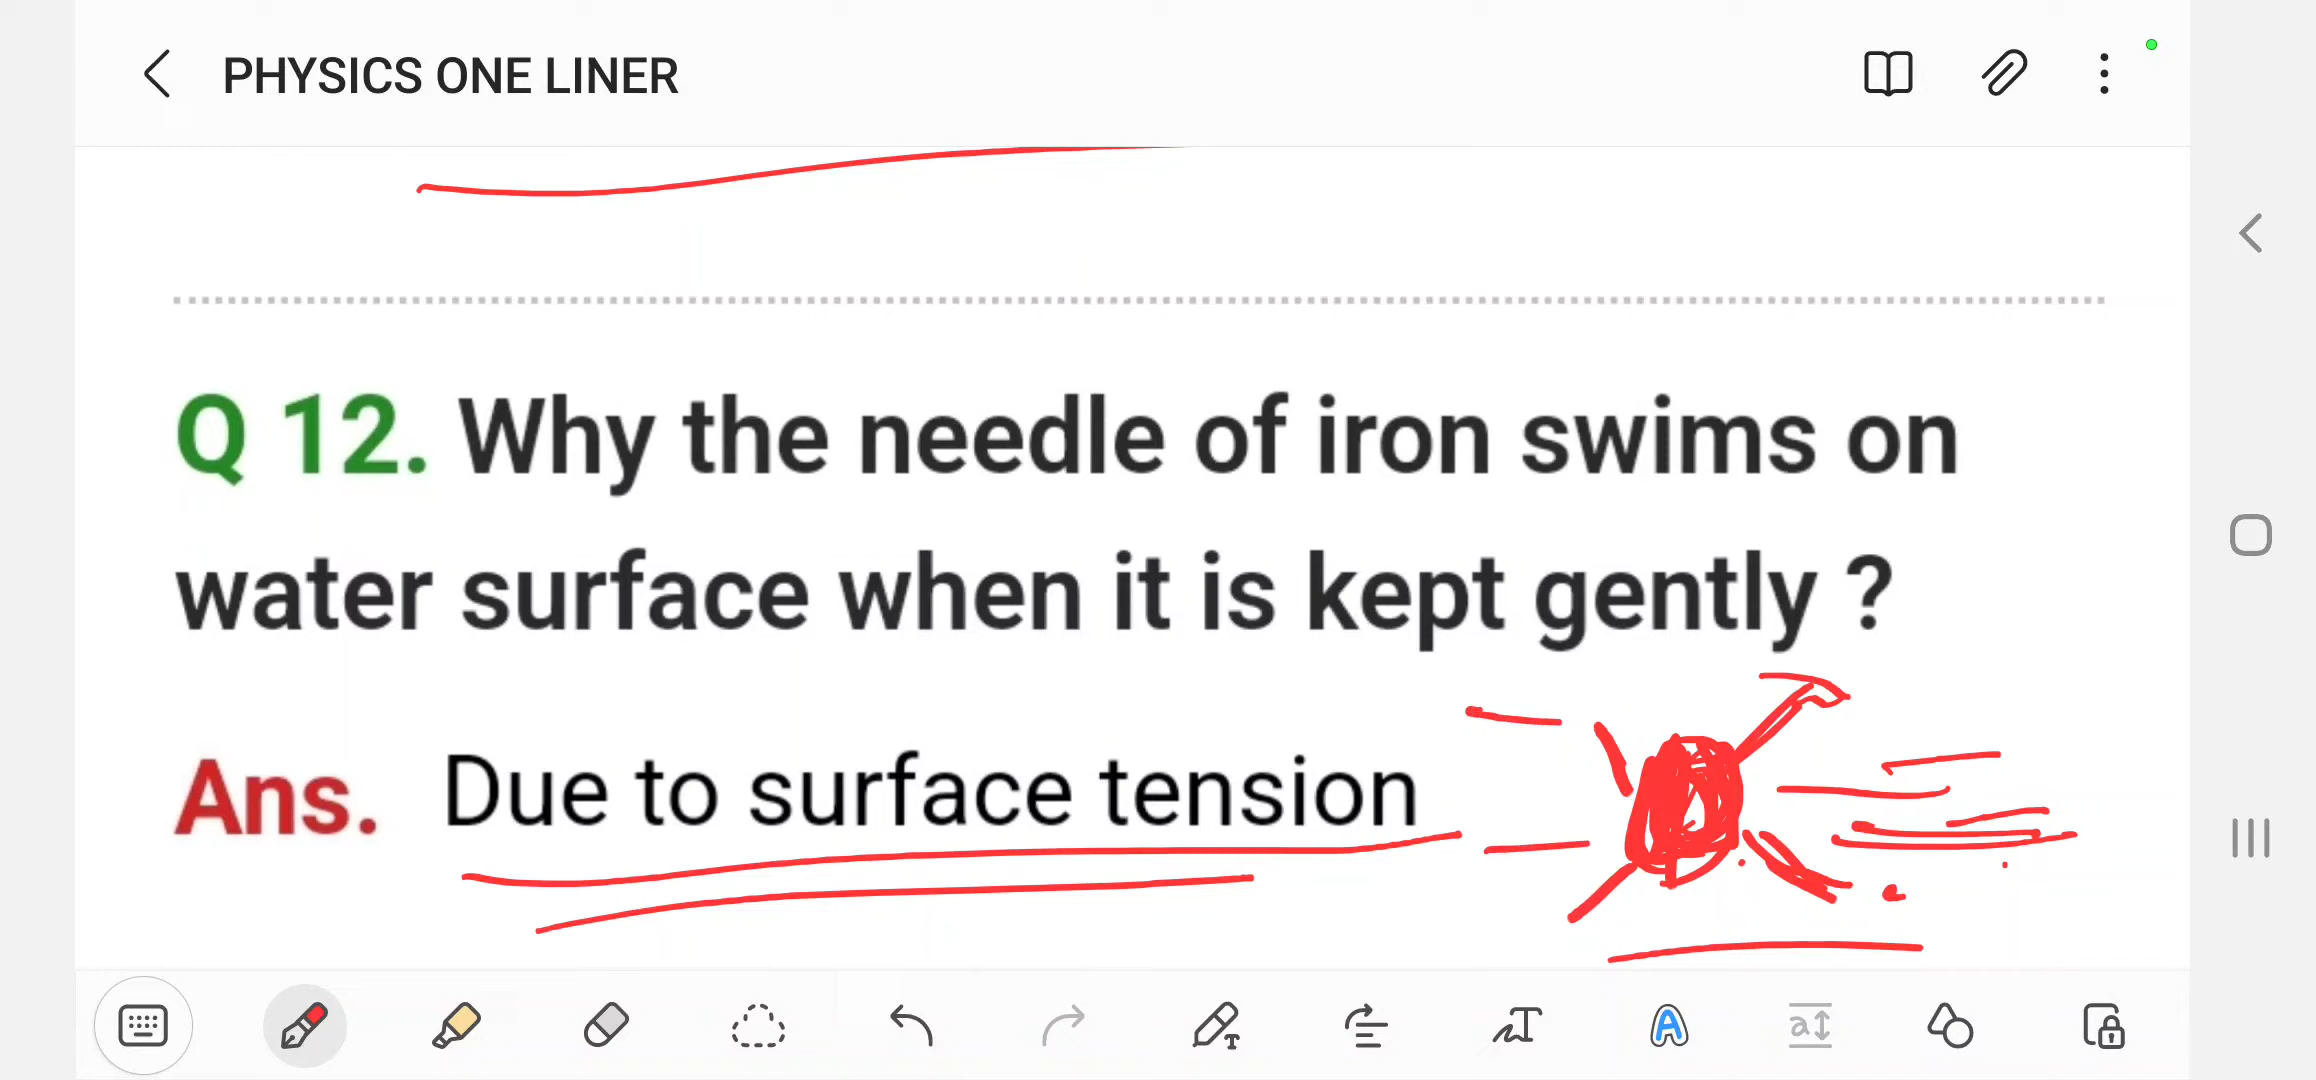 PHYSICS ONE LINER
Q 12. Why the needle of iron swims on
water surface when it is kept gently ?
Ans. Due to surface tension